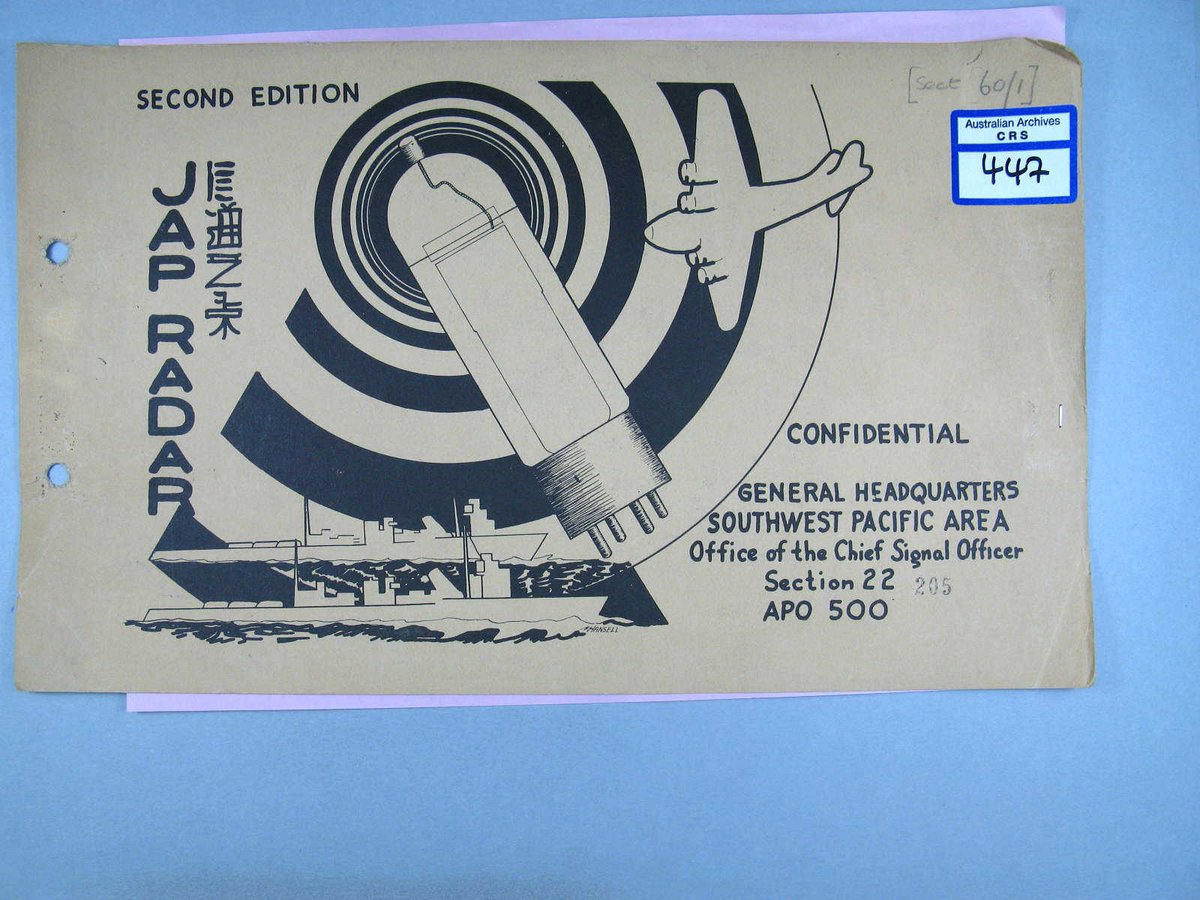 SECOND EDITION
JAP RADAR
[Sect 60/1]
Australian Archives
CRS
447
CONFIDENTIAL
GENERAL HEADQUARTERS
SOUTHWEST PACIFIC AREA
Office of the Chief Signal Officer
Section 22 205
APO 500
HANSELL